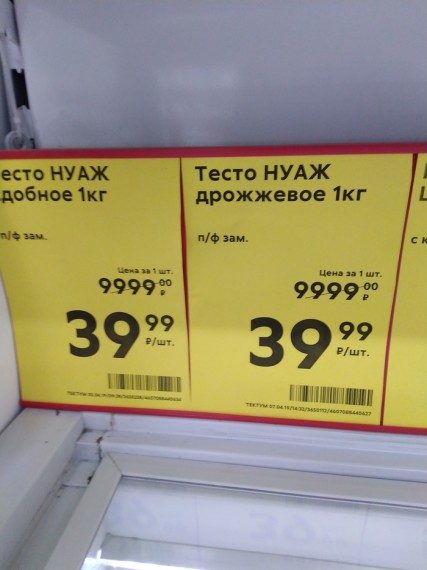 есто НУАЖ
добное 1кг
п/ф зам.
Цена за 1 шт.
9999 00
₽
39 99
₽/шт.
Тесто НУАЖ
дрожжевое 1кг
п/ф зам.
Цена за 1 шт.
9999 00
₽
39 99
₽/шт.
с к